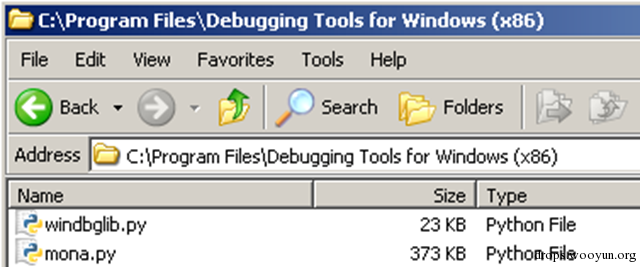 C:\Program Files\Debugging Tools for Windows (x86)
File Edit View Favorites Tools Help
Back Search Folders
Address C:\Program Files\Debugging Tools for Windows (x86)
Name Size Type
windbglib.py 23 KB Python File
mona.py 373 KB Python File
drops.wooyun.org